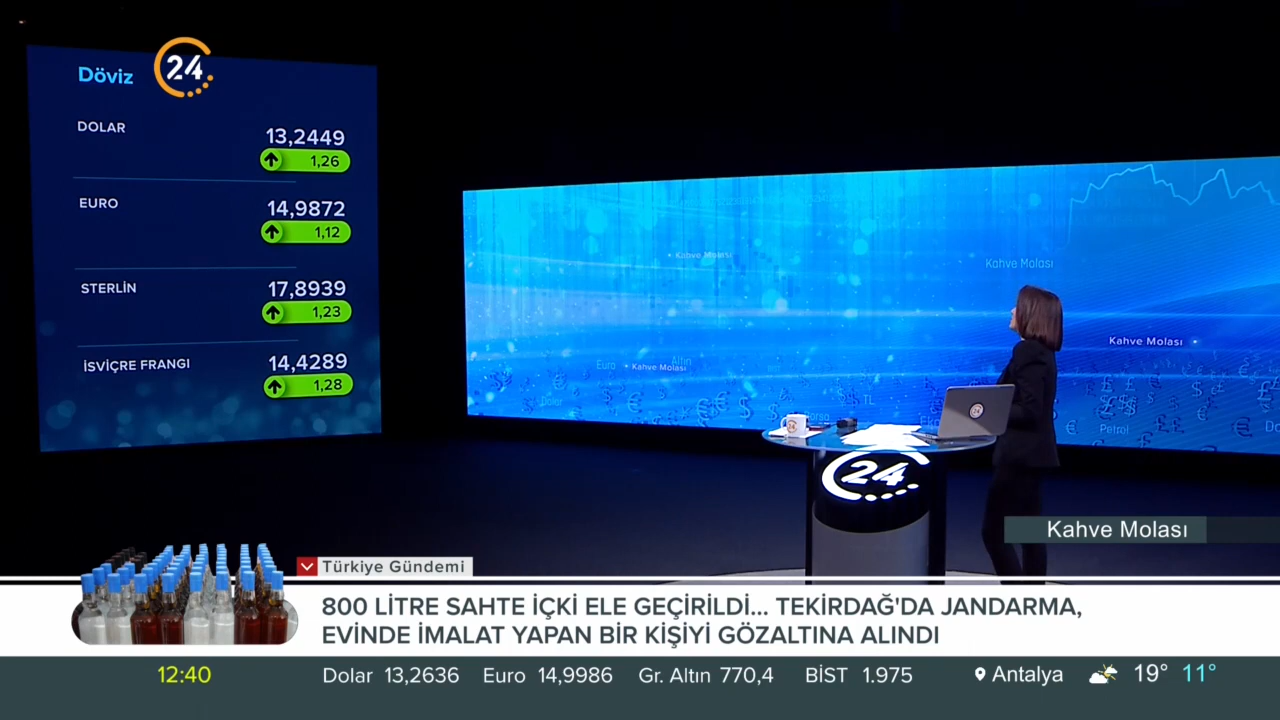 Döviz
24
DOLAR
13,2449
1,26
EURO
14,9872
1,12
STERLİN
17,8939
1,23
İSVİÇRE FRANGI
14,4289
1,28
Kahve Molası
Kahve Molası
Kahve Molası
Euro
Altın
Kahve Molası
Dolar
TL
Borsa
Petrol
24
24
Kahve Molası
Türkiye Gündemi
800 LİTRE SAHTE İÇKİ ELE GEÇİRİLDİ... TEKİRDAĞ'DA JANDARMA,
EVİNDE İMALAT YAPAN BİR KİŞİYİ GÖZALTINA ALINDI
12:40 Dolar 13,2636 Euro 14,9986 Gr. Altın 770,4 BİST 1.975 Antalya 19° 11°